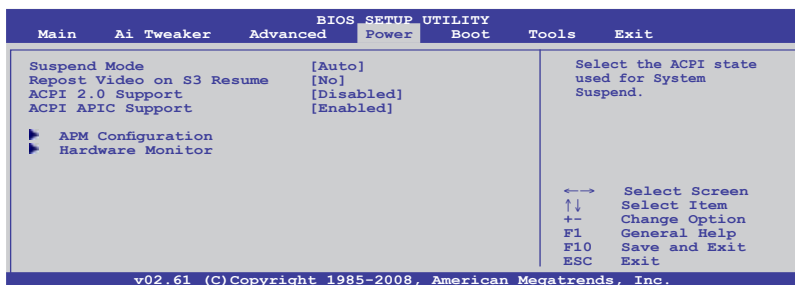 BIOS SETUP UTILITY
Main Ai Tweaker Advanced Power Boot Tools Exit
Suspend Mode [Auto]
Repost Video on S3 Resume [No]
ACPI 2.0 Support [Disabled]
ACPI APIC Support [Enabled]
APM Configuration
Hardware Monitor
Select the ACPI state
used for System
Suspend.
←→ Select Screen
↑↓ Select Item
+- Change Option
F1 General Help
F10 Save and Exit
ESC Exit
v02.61 (C)Copyright 1985-2008, American Megatrends, Inc.